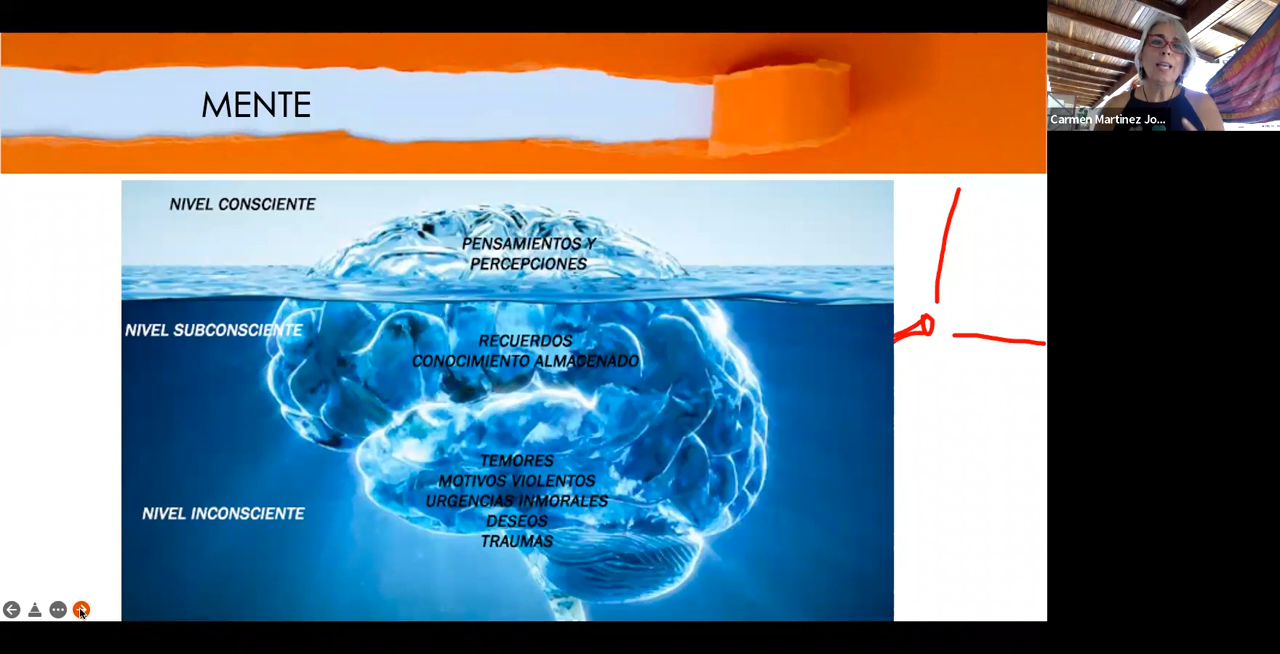 MENTE
Carmen Martinez Jo...
NIVEL CONSCIENTE
PENSAMIENTOS Y
PERCEPCIONES
NIVEL SUBCONSCIENTE
RECUERDOS
CONOCIMIENTO ALMACENADO
TEMORES
MOTIVOS VIOLENTOS
URGENCIAS INMORALES
DESEOS
TRAUMAS
NIVEL INCONSCIENTE